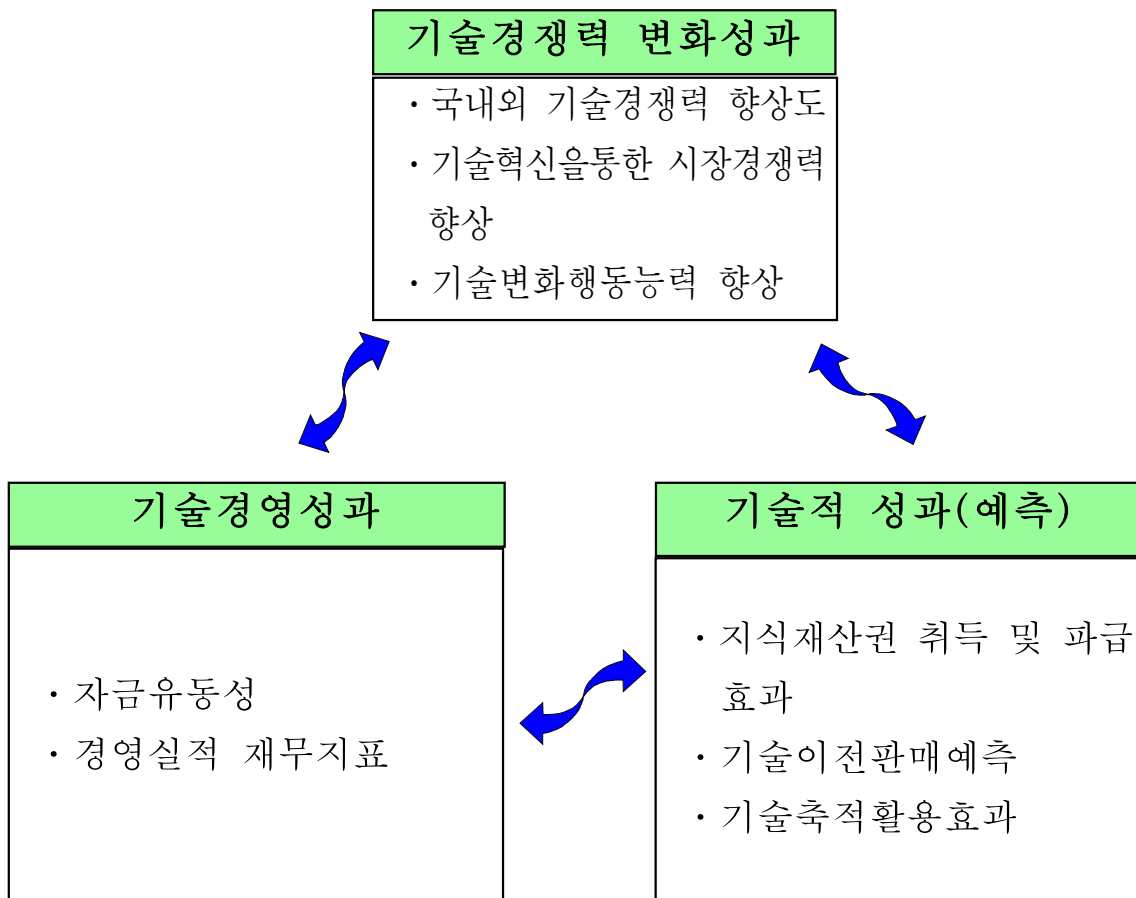 기술경쟁력 변화성과
· 국내외 기술경쟁력 향상도
· 기술혁신을통한 시장경쟁력
향상
· 기술변화행동능력 향상
기술경영성과
· 자금유동성
· 경영실적 재무지표
기술적 성과(예측)
· 지식재산권 취득 및 파급
효과
· 기술이전판매예측
· 기술축적활용효과